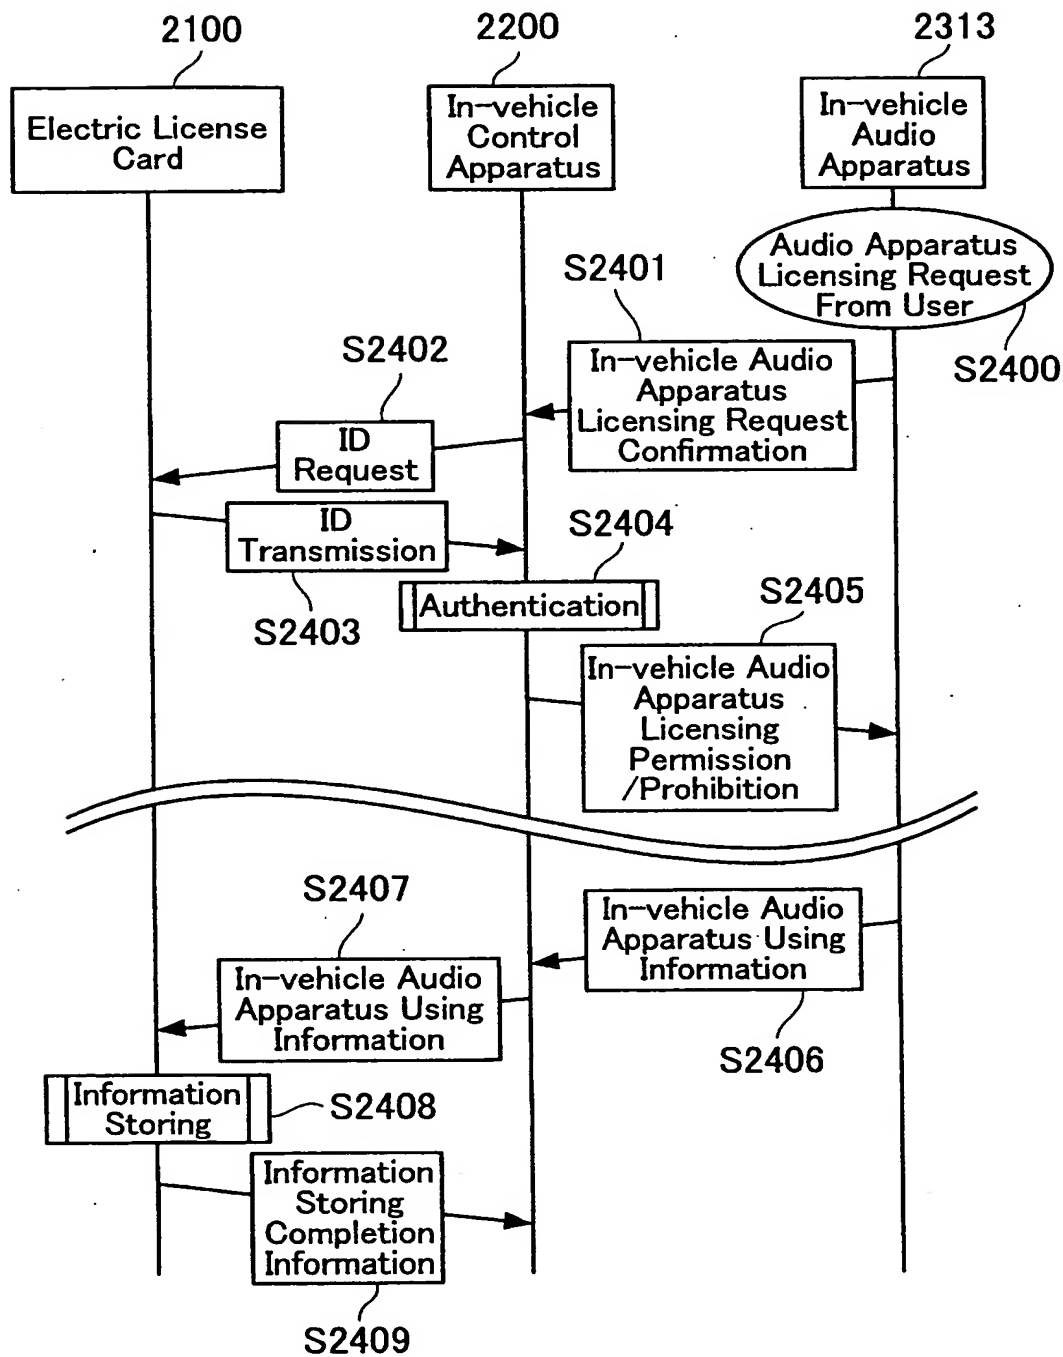 2100
2200
2313
Electric License
Card
In-vehicle
Control
Apparatus
In-vehicle
Audio
Apparatus
Audio Apparatus
Licensing Request
From User
S2400
S2401
In-vehicle Audio
Apparatus
Licensing Request
Confirmation
S2402
ID
Request
ID
Transmission
S2403
S2404
Authentication
S2405
In-vehicle Audio
Apparatus
Licensing
Permission
/Prohibition
In-vehicle Audio
Apparatus Using
Information
S2406
S2407
In-vehicle Audio
Apparatus Using
Information
Information
Storing
S2408
Information
Storing
Completion
Information
S2409